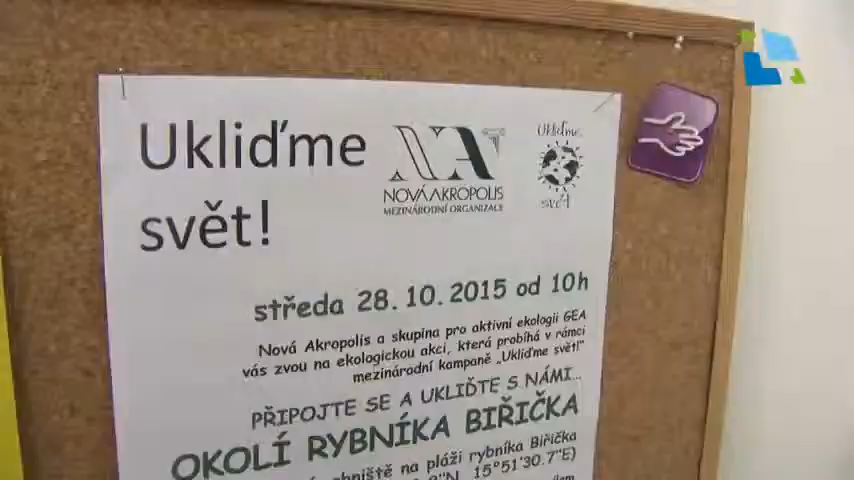 Ukliďme
svět!
NOVÁ AKROPOLIS
MEZINÁRODNÍ ORGANIZACE
Ukliďme
svět
středa 28.10.2015 od 10h
Nová Akropolis a skupina pro aktivní ekologii GEA
vás zvou na ekologickou akci, která probíhá v rámci
mezinárodní kampaně „Ukliďme svět!"
PŘIPOJTE SE A UKLIĎTE S NÁMI...
OKOLÍ RYBNÍKA BIŘIČKA
na pláži rybníka Biřička
15°51'30.7"E)